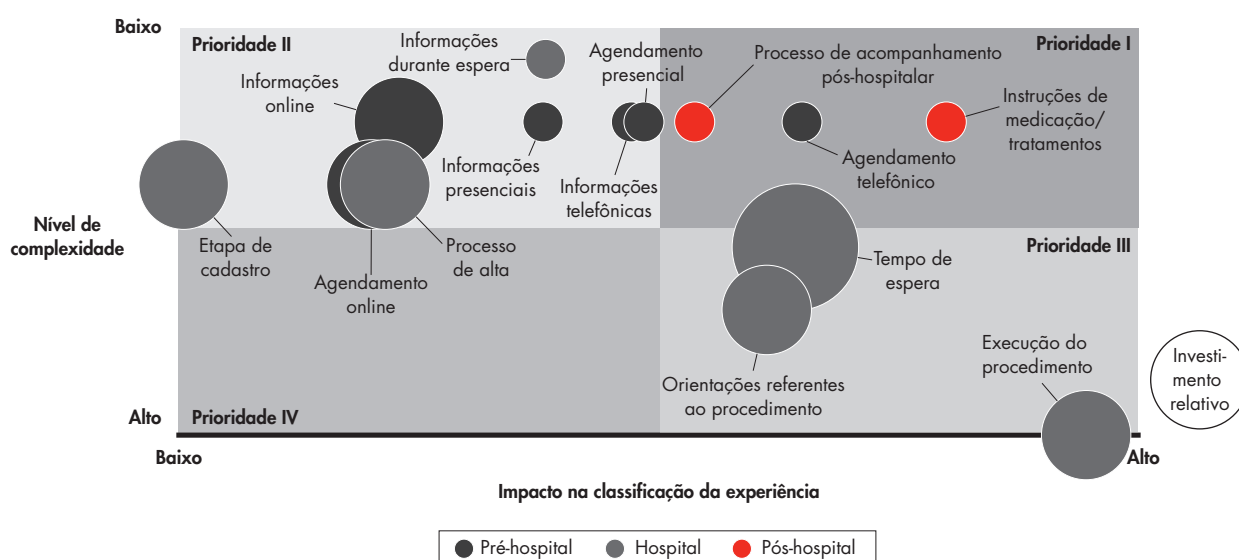 Baixo
Prioridade II
Informações
durante espera
Agendamento
presencial
Processo de acompanhamento
pós-hospitalar
Prioridade I
Informações
online
Instruções de
medicação/
tratamentos
Informações
presenciais
Informações
telefônicas
Agendamento
telefônico
Nível de
complexidade
Etapa de
cadastro
Agendamento
online
Processo
de alta
Prioridade III
Tempo de
espera
Execução do
procedimento
Orientações referentes
ao procedimento
Investi-
mento
relativo
Alto
Prioridade IV
Baixo
Alto
Impacto na classificação da experiência
Pré-hospital
Hospital
Pós-hospital